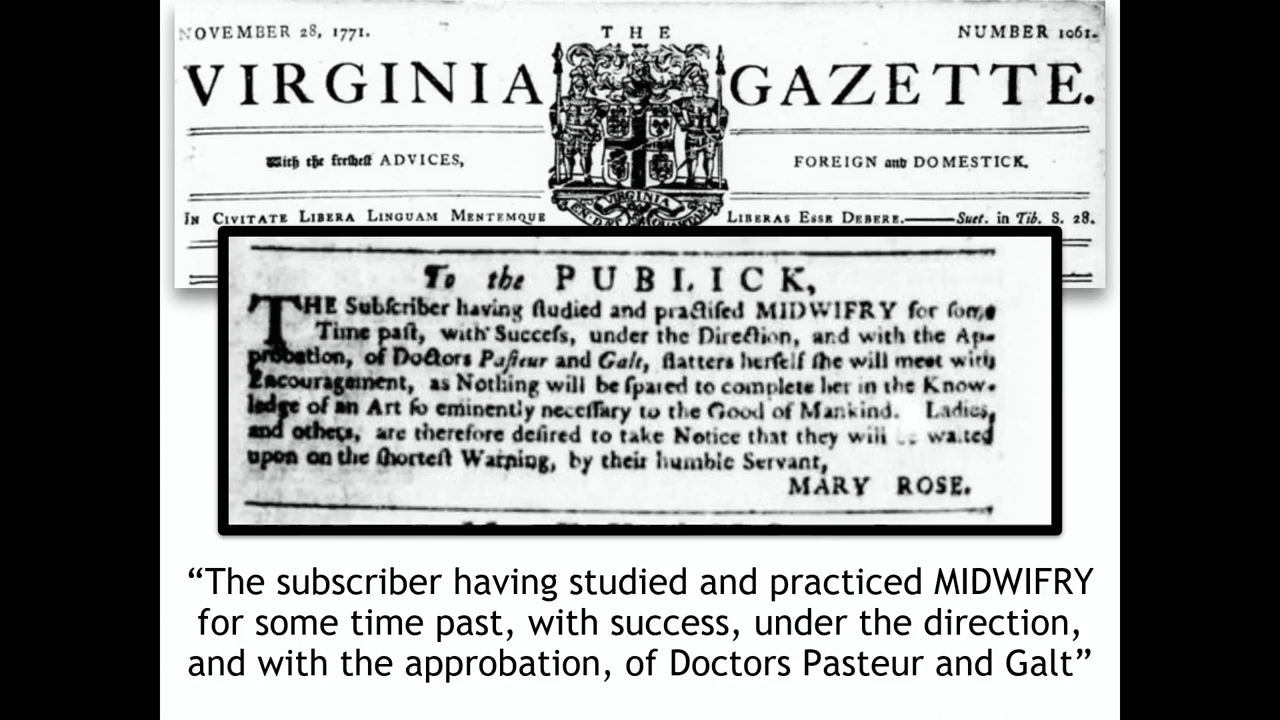 NOVEMBER 28, 1771.
THE
NUMBER 1061.
VIRGINIA GAZETTE.
With the freſheſt ADVICES,
FOREIGN and DOMESTICK.
VIRGINIA
IN CIVITATE LIBERA LINGUAM MENTEMQUE LIBERAS ESSE DEBERE.——Suet. in Tib. S. 28.
To the PUBLICK,
THE Subſcriber having ſtudied and practiſed MIDWIFRY for ſome
Time paſt, with Succeſs, under the Direction, and with the Ap-
probation, of Doctors Paſteur and Galt, flatters herſelf ſhe will meet with
Encouragement, as Nothing will be ſpared to complete her in the Know-
ledge of an Art ſo eminently neceſſary to the Good of Mankind. Ladies,
and others, are therefore deſired to take Notice that they will be waited
upon on the ſhorteſt Warning, by their humble Servant,
MARY ROSE.
“The subscriber having studied and practiced MIDWIFRY
for some time past, with success, under the direction,
and with the approbation, of Doctors Pasteur and Galt”